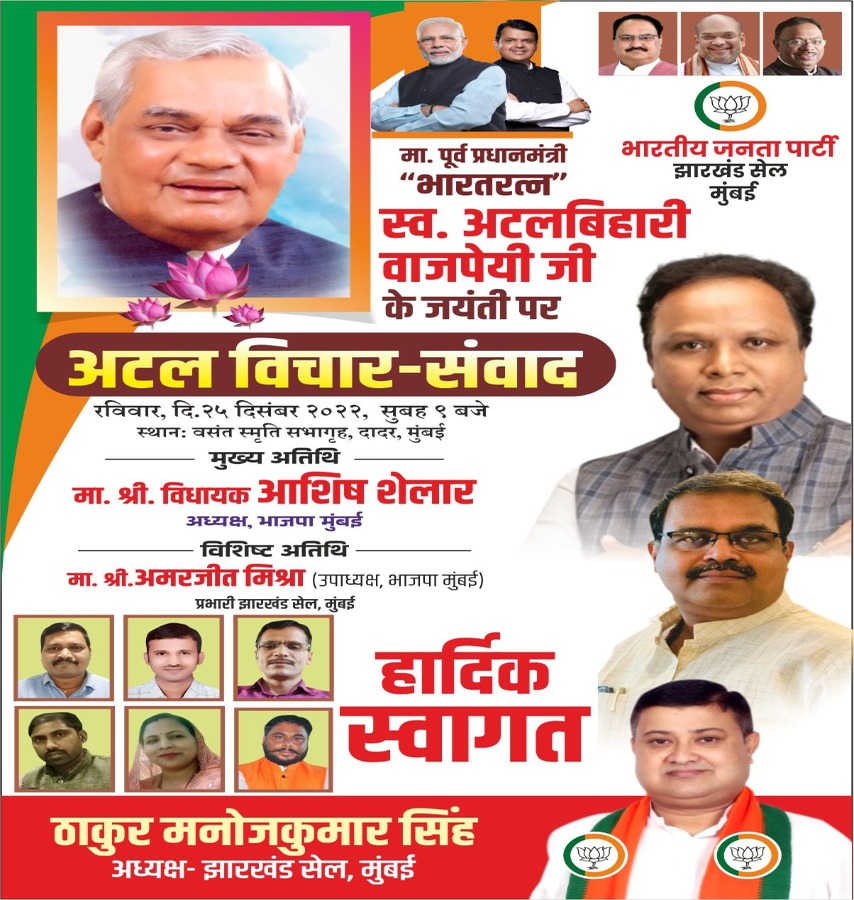 मा. पूर्व प्रधानमंत्री
“भारतरत्न”
स्व. अटलबिहारी
वाजपेयी जी
के जयंती पर
भारतीय जनता पार्टी
झारखंड सेल
मुंबई
अटल विचार-संवाद
रविवार, दि.२५ दिसंबर २०२२, सुबह ९ बजे
स्थान: वसंत स्मृति सभागृह, दादर, मुंबई
मुख्य अतिथि
मा. श्री. विधायक आशिष शेलार
अध्यक्ष, भाजपा मुंबई
विशिष्ट अतिथि
मा. श्री.अमरजीत मिश्रा (उपाध्यक्ष, भाजपा मुंबई)
प्रभारी झारखंड सेल, मुंबई
हार्दिक
स्वागत
ठाकुर मनोजकुमार सिंह
अध्यक्ष- झारखंड सेल, मुंबई